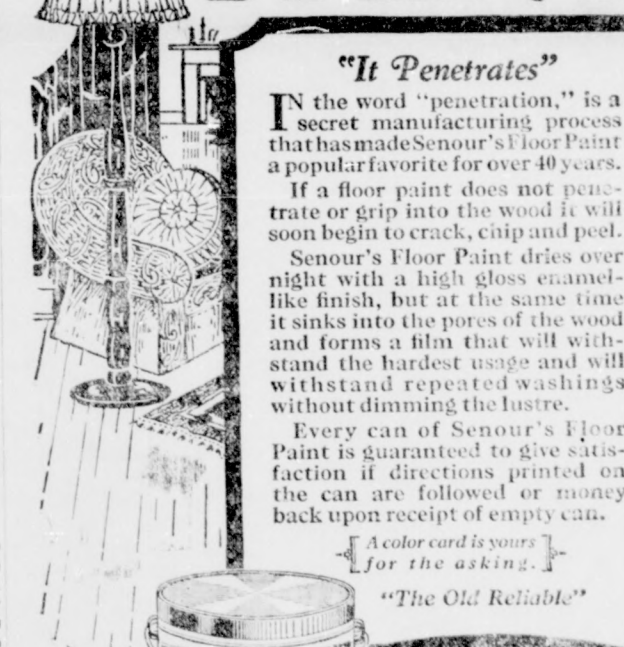 "It Penetrates"
IN the word "penetration," is a
secret manufacturing process
that has made Senour's Floor Paint
a popular favorite for over 40 years.
If a floor paint does not pene-
trate or grip into the wood it will
soon begin to crack, chip and peel.
Senour's Floor Paint dries over
night with a high gloss enamel-
like finish, but at the same time
it sinks into the pores of the wood
and forms a film that will with-
stand the hardest usage and will
withstand repeated washings
without dimming the lustre.
Every can of Senour's Floor
Paint is guaranteed to give satis-
faction if directions printed on
the can are followed or money
back upon receipt of empty can.
A color card is yours
for the asking.
"The Old Reliable"